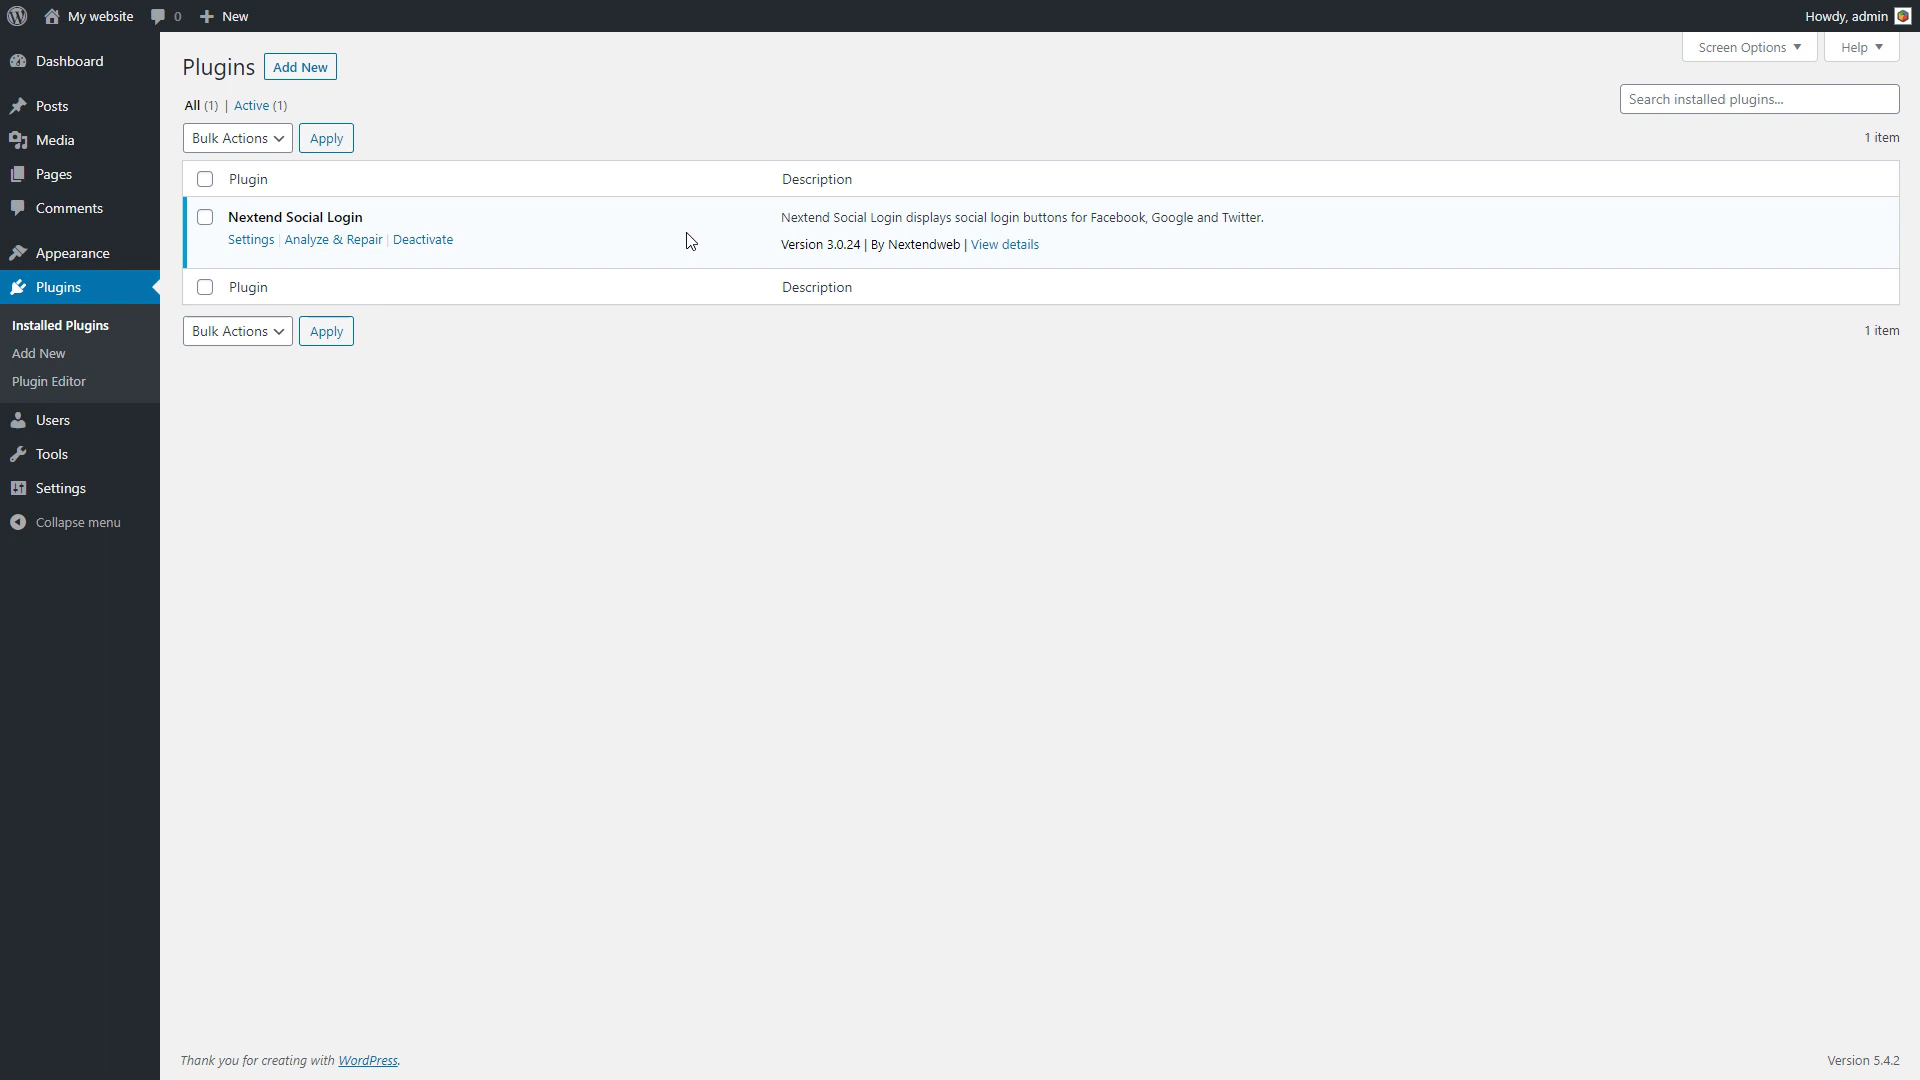 My website 0 New Howdy, admin
Screen Options Help
Dashboard
Posts
Media
Pages
Comments
Appearance
Plugins
Installed Plugins
Add New
Plugin Editor
Users
Tools
Settings
Collapse menu
Plugins Add New
All (1) | Active (1)
Search installed plugins...
Bulk Actions Apply 1 item
Plugin Description
Nextend Social Login Nextend Social Login displays social login buttons for Facebook, Google and Twitter.
Settings | Analyze & Repair | Deactivate Version 3.0.24 | By Nextendweb | View details
Plugin Description
Bulk Actions Apply 1 item
Thank you for creating with WordPress. Version 5.4.2